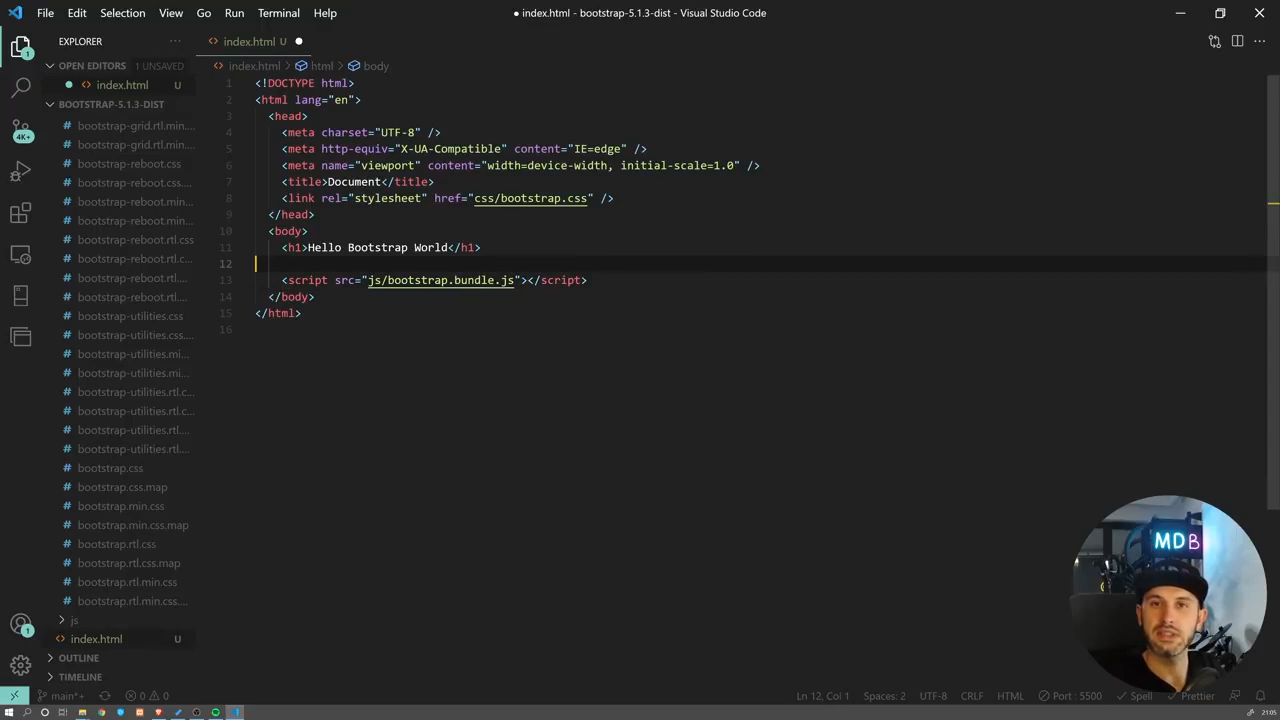 File Edit Selection View Go Run Terminal Help
● index.html - bootstrap-5.1.3-dist - Visual Studio Code
EXPLORER
index.html U
OPEN EDITORS 1 UNSAVED
index.html U
BOOTSTRAP-5.1.3-DIST
bootstrap-grid.rtl.min....
bootstrap-grid.rtl.min....
bootstrap-reboot.css
bootstrap-reboot.css....
bootstrap-reboot.min...
bootstrap-reboot.min...
bootstrap-reboot.rtl.css
bootstrap-reboot.rtl.c...
bootstrap-reboot.rtl....
bootstrap-reboot.rtl....
bootstrap-utilities.css
bootstrap-utilities.css....
bootstrap-utilities.mi...
bootstrap-utilities.mi...
bootstrap-utilities.rtl.c...
bootstrap-utilities.rtl.c...
bootstrap-utilities.rtl....
bootstrap-utilities.rtl....
bootstrap.css
bootstrap.css.map
bootstrap.min.css
bootstrap.min.css.map
bootstrap.rtl.css
bootstrap.rtl.css.map
bootstrap.rtl.min.css
bootstrap.rtl.min.css....
js
index.html U
OUTLINE
TIMELINE
1
4K+
1
index.html > html > body
1 <!DOCTYPE html>
2 <html lang="en">
3 <head>
4 <meta charset="UTF-8" />
5 <meta http-equiv="X-UA-Compatible" content="IE=edge" />
6 <meta name="viewport" content="width=device-width, initial-scale=1.0" />
7 <title>Document</title>
8 <link rel="stylesheet" href="css/bootstrap.css" />
9 </head>
10 <body>
11 <h1>Hello Bootstrap World</h1>
12
13 <script src="js/bootstrap.bundle.js"></script>
14 </body>
15 </html>
16
MDB
main*+ 0 0
Ln 12, Col 1 Spaces: 2 UTF-8 CRLF HTML Port : 5500 Spell Prettier
21:05